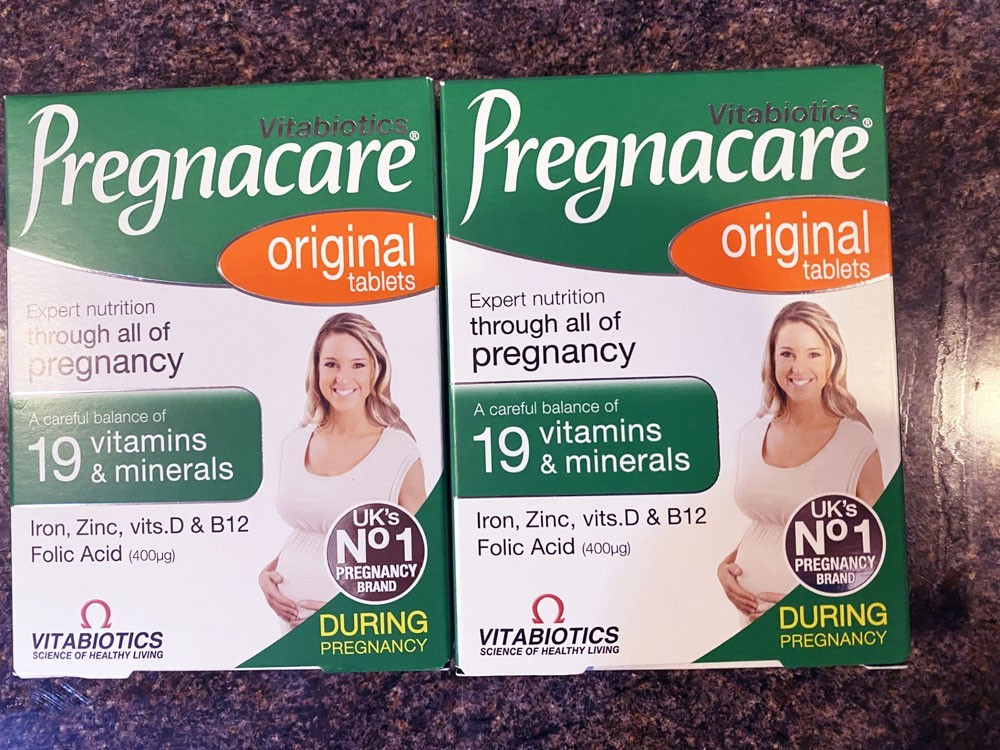 Vitabiotics
Pregnacare®
original
tablets
Expert nutrition
through all of
pregnancy
A careful balance of
19 vitamins
& minerals
Iron, Zinc, vits.D & B12
Folic Acid (400µg)
UK's
Nº1
PREGNANCY
BRAND
VITABIOTICS
SCIENCE OF HEALTHY LIVING
DURING
PREGNANCY
Vitabiotics
Pregnacare®
original
tablets
Expert nutrition
through all of
pregnancy
A careful balance of
19 vitamins
& minerals
Iron, Zinc, vits.D & B12
Folic Acid (400µg)
UK's
Nº1
PREGNANCY
BRAND
VITABIOTICS
SCIENCE OF HEALTHY LIVING
DURING
PREGNANCY